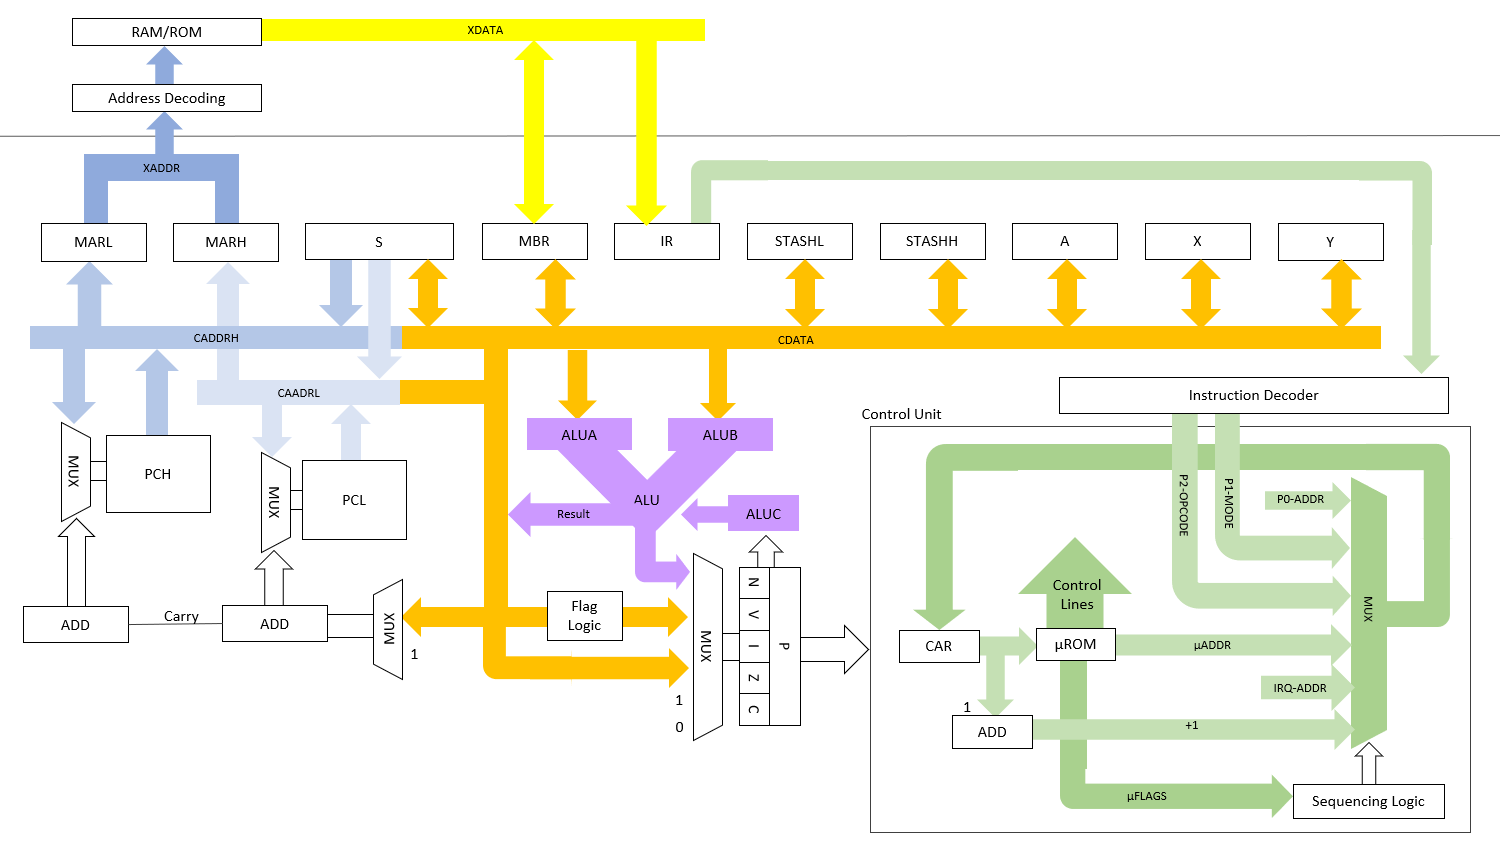 RAM/ROM
XDATA
Address Decoding
XADDR
MARL
MARH
S
MBR
IR
STASHL
STASHH
A
X
Y
CADDRH
CDATA
CAADRL
Instruction Decoder
Control Unit
ALUA
ALUB
MUX
PCH
MUX
PCL
ALU
Result
ALUC
P2-OPCODE
P1-MODE
P0-ADDR
Control
Lines
MUX
ADD
Carry
ADD
MUX
1
Flag
Logic
MUX
1
0
N
V
I
Z
C
P
CAR
µROM
µADDR
IRQ-ADDR
1
ADD
+1
µFLAGS
Sequencing Logic